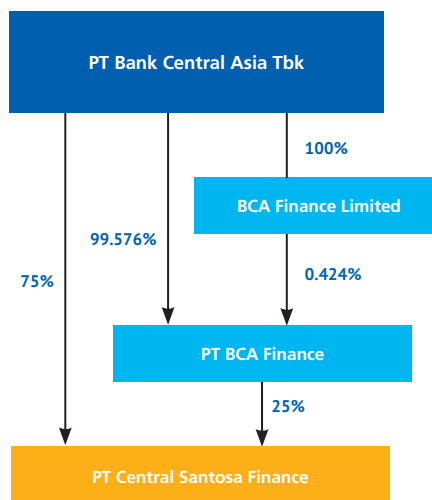 PT Bank Central Asia Tbk
100%
BCA Finance Limited
99.576%
75%
0.424%
PT BCA Finance
25%
PT Central Santosa Finance